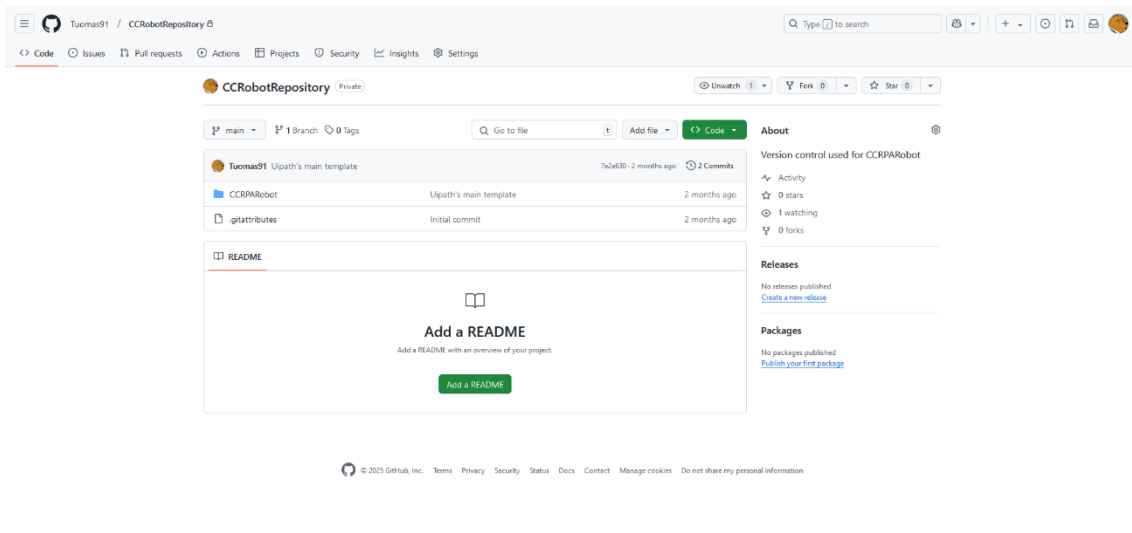 Tuomas91 / CCRobotRepository
Type / to search
Code Issues Pull requests Actions Projects Security Insights Settings
CCRobotRepository Private
Unwatch 1 Fork 0 Star 0
main 1 Branch 0 Tags Go to file t Add file Code
Tuomas91 Uipath's main template 7e2a630 · 2 months ago 2 Commits
CCRPARobot Uipath's main template 2 months ago
.gitattributes Initial commit 2 months ago
README
Add a README
Add a README with an overview of your project.
Add a README
About
Version control used for CCRPARobot
Activity
0 stars
1 watching
0 forks
Releases
No releases published
Create a new release
Packages
No packages published
Publish your first package
© 2025 GitHub, Inc. Terms Privacy Security Status Docs Contact Manage cookies Do not share my personal information